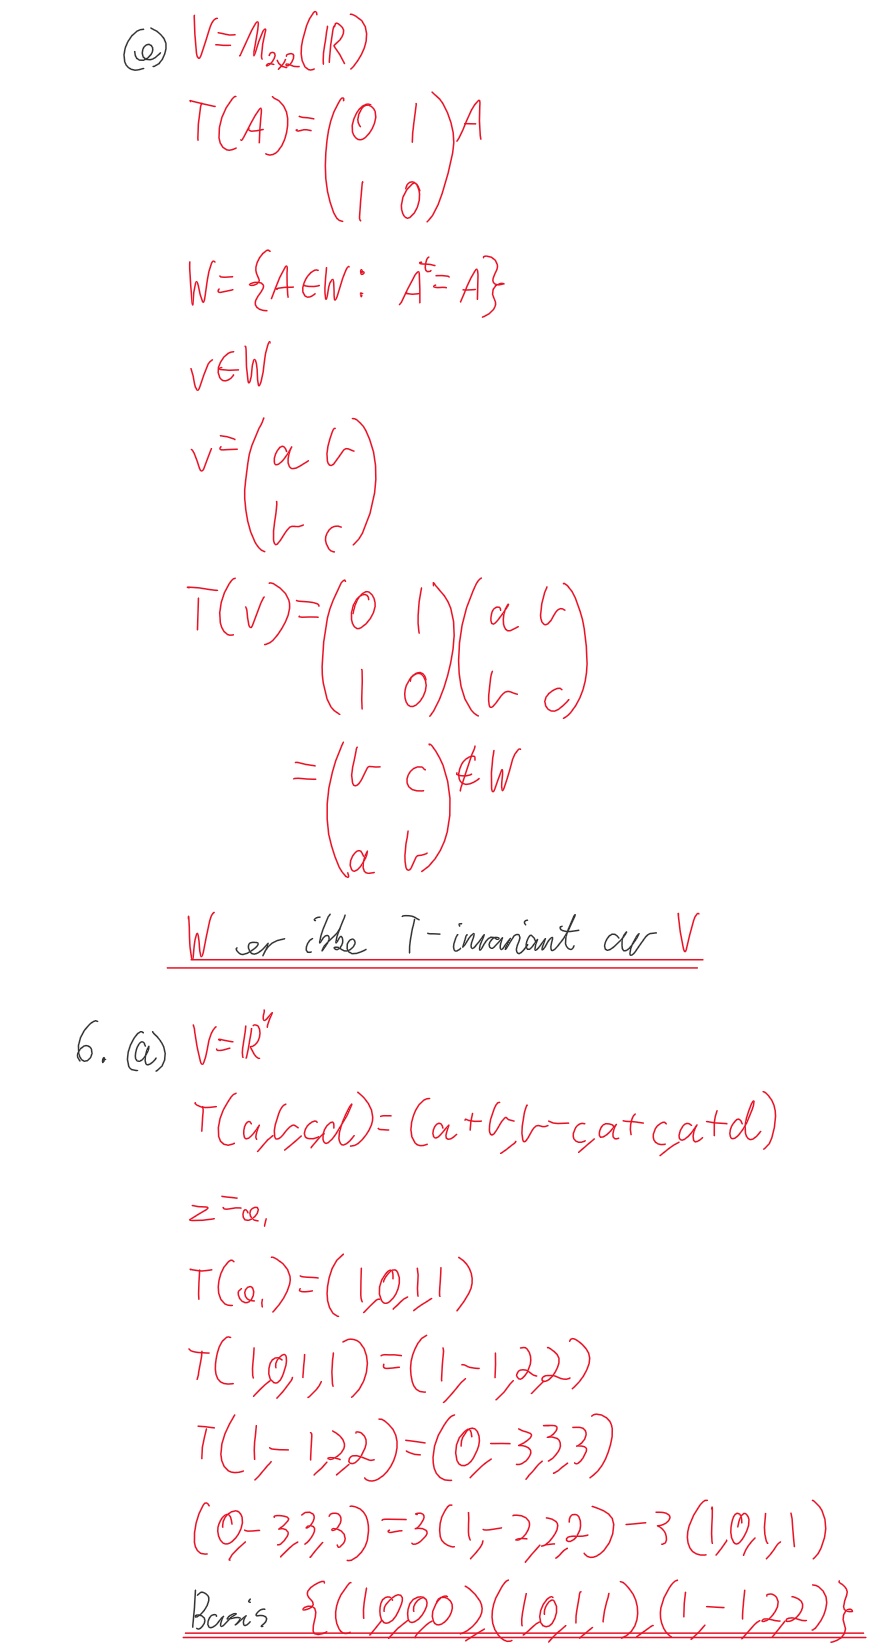 (e) V=M₂ₓ₂(ℝ)
T(A)=(0 1
1 0)A
W={A∈W: Aᵗ=A}
v∈W
v=(a b
b c)
T(v)=(0 1
1 0)(a b
b c)
=(b c
a b)∉W
W er ikke T-invariant av V
6. (a) V=ℝ⁴
T(a,b,c,d)=(a+b,b-c,a+c,a+d)
z=e₁
T(e₁)=(1,0,1,1)
T(1,0,1,1)=(1,-1,2,2)
T(1,-1,2,2)=(0,-3,3,3)
(0,-3,3,3)=3(1,-2,2,2)-3(1,0,1,1)
Basis {(1,0,0,0),(1,0,1,1),(1,-1,2,2)}